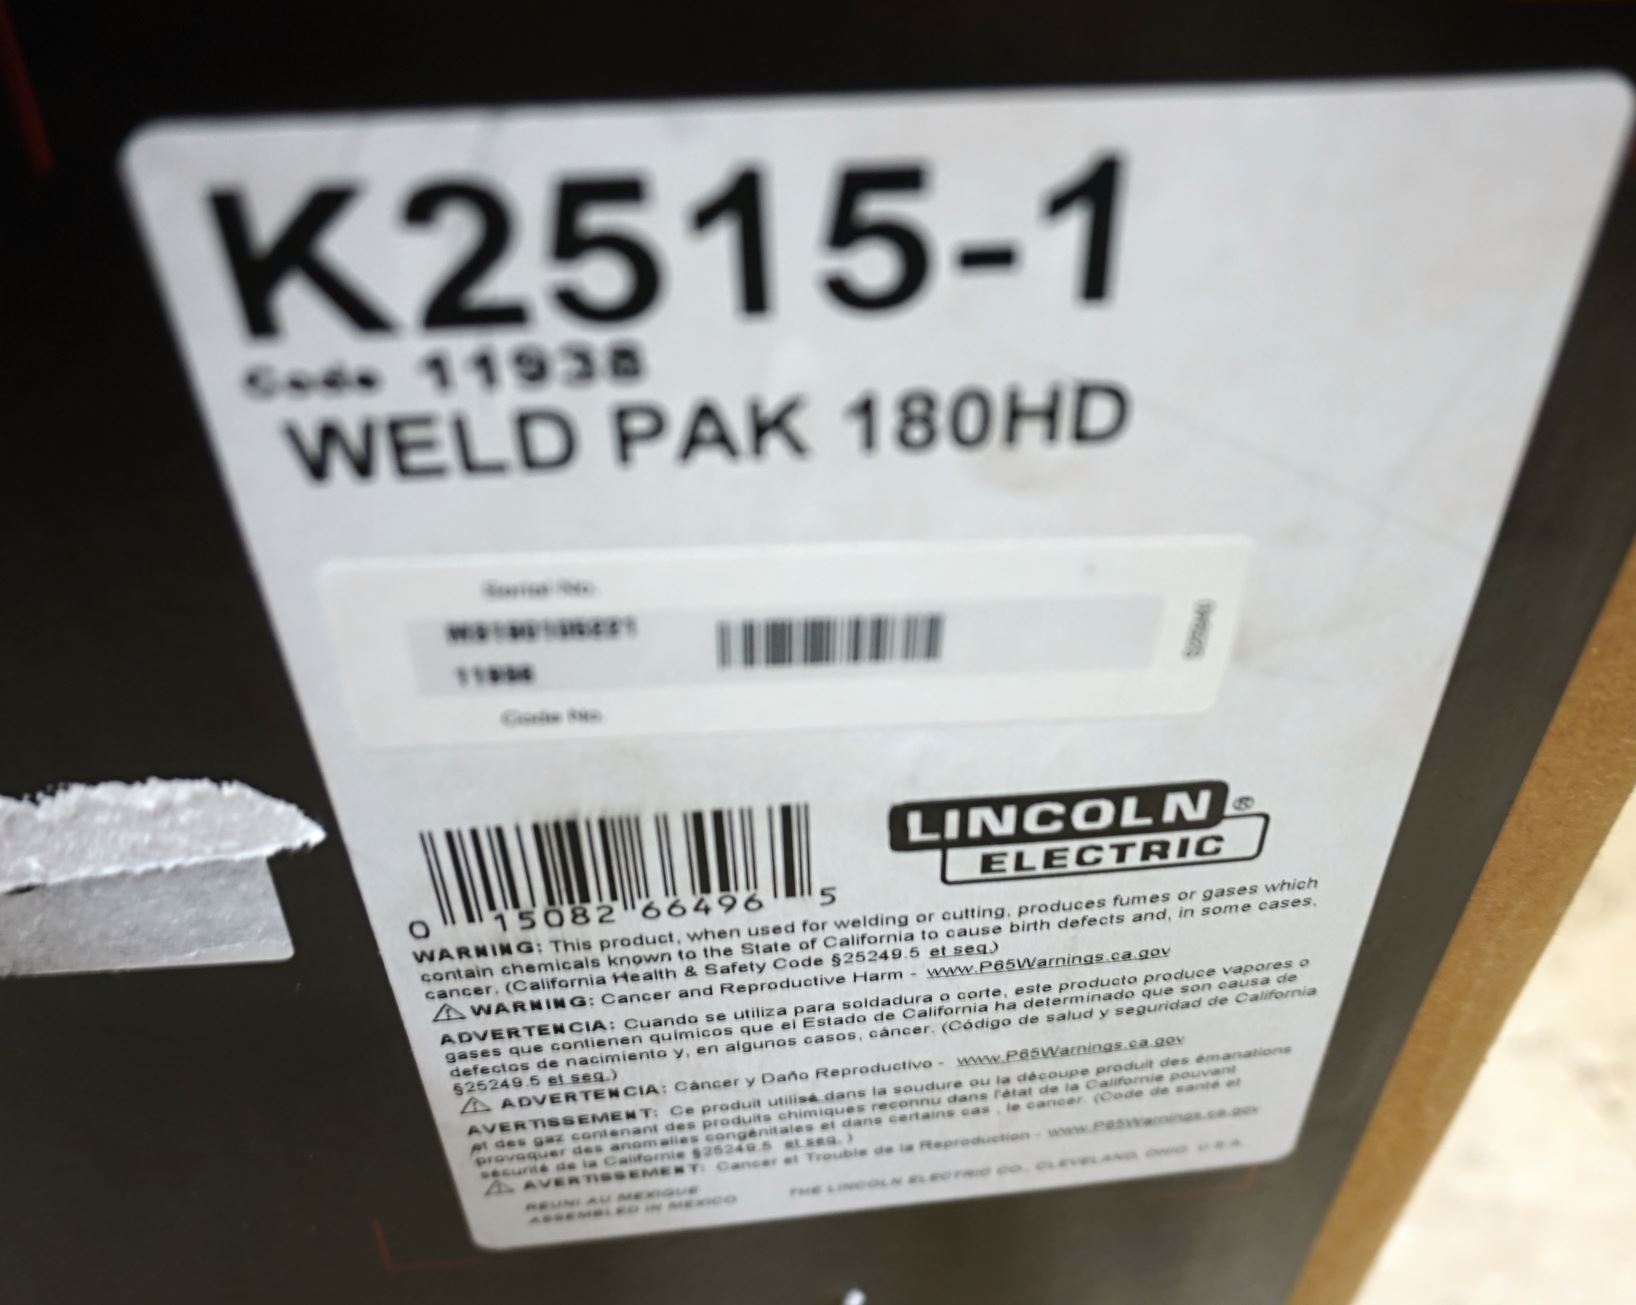 K2515-1
Code 11938
WELD PAK 180HD
Serial No.
Code No.
0 15082 66496 5
LINCOLN ®
ELECTRIC
WARNING: This product, when used for welding or cutting, produces fumes or gases which
contain chemicals known to the State of California to cause birth defects and, in some cases,
cancer. (California Health & Safety Code §25249.5 et seq.)
⚠ WARNING: Cancer and Reproductive Harm - www.P65Warnings.ca.gov
ADVERTENCIA: Cuando se utiliza para soldadura o corte, este producto produce vapores o
gases que contienen químicos que el Estado de California ha determinado que son causa de
defectos de nacimiento y, en algunos casos, cáncer. (Código de salud y seguridad de California
§25249.5 et seq.)
⚠ ADVERTENCIA: Cáncer y Daño Reproductivo - www.P65Warnings.ca.gov
AVERTISSEMENT: Ce produit utilisé dans la soudure ou la découpe produit des émanations
et des gaz contenant des produits chimiques reconnu dans l'état de la Californie pouvant
provoquer des anomalies congénitales et dans certains cas , le cancer. (Code de santé et
sécurité de la Californie §25249.5 et seq. )
⚠ AVERTISSEMENT: Cancer et Trouble de la Reproduction - www.P65Warnings.ca.gov
REUNI AU MEXIQUE
ASSEMBLED IN MEXICO
THE LINCOLN ELECTRIC CO., CLEVELAND, OHIO U.S.A.